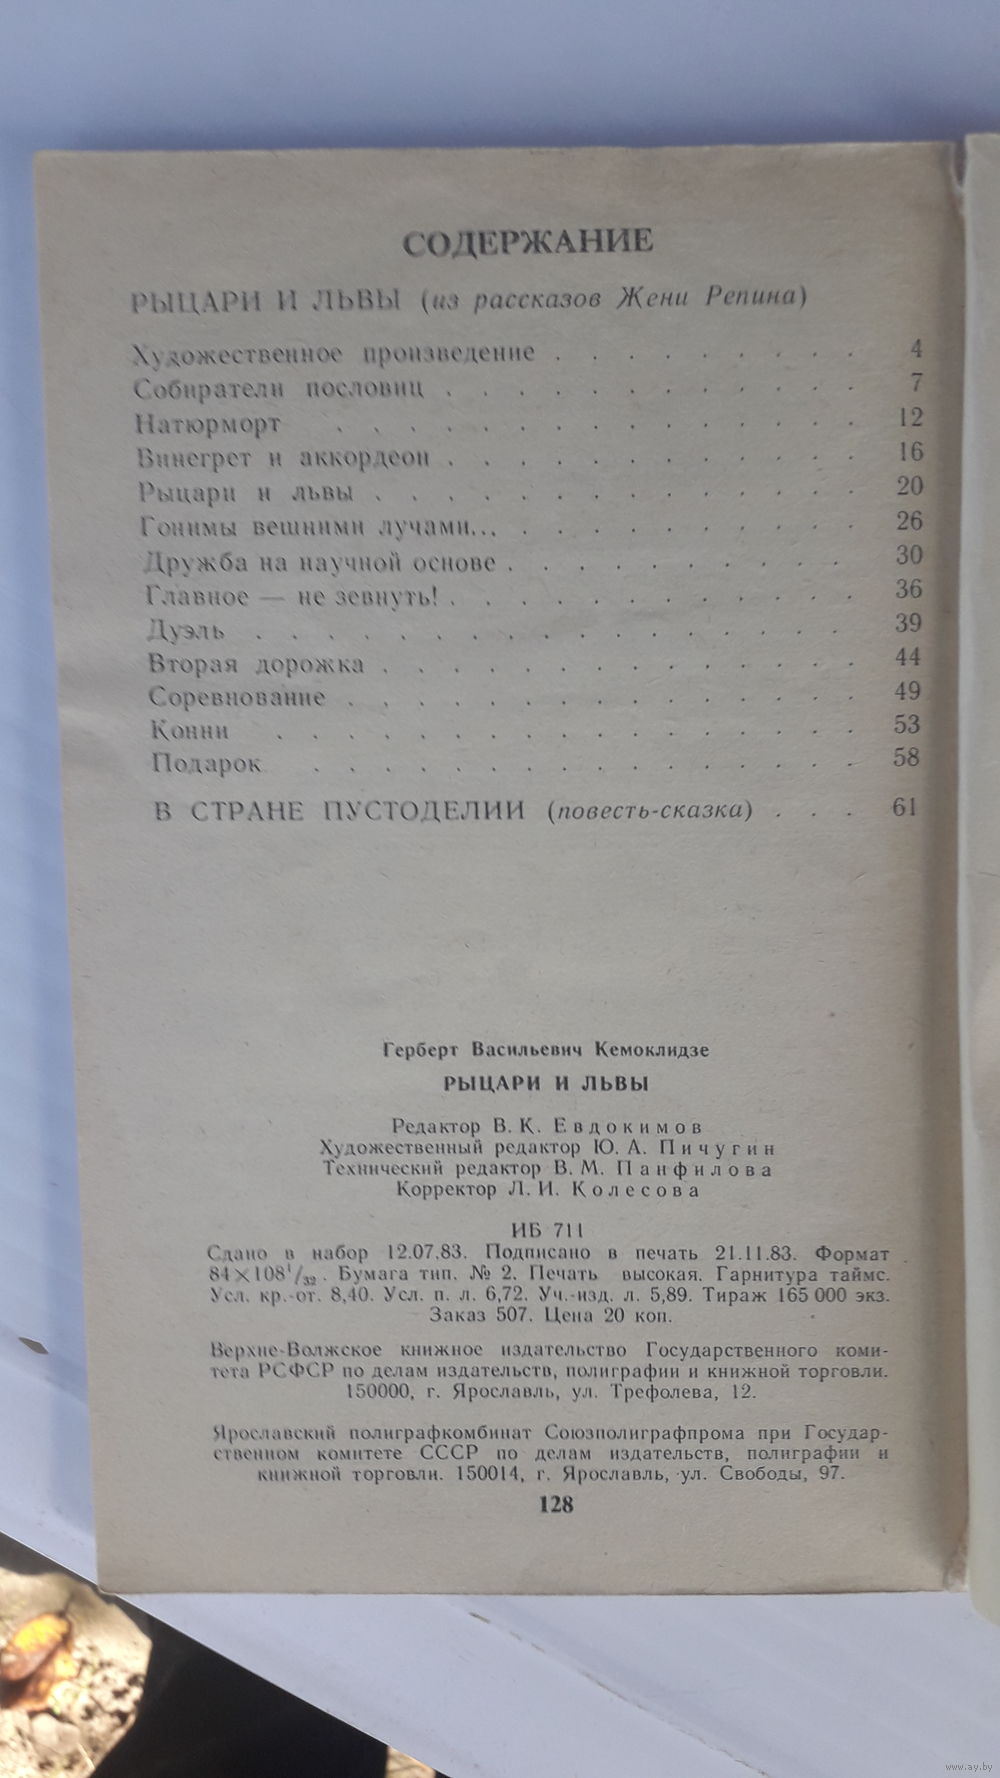 СОДЕРЖАНИЕ
РЫЦАРИ И ЛЬВЫ (из рассказов Жени Репина)
Художественное произведение . . . . . . . . . 4
Собиратели пословиц . . . . . . . . . . . . 7
Натюрморт . . . . . . . . . . . . . . . 12
Винегрет и аккордеон . . . . . . . . . . . . 16
Рыцари и львы . . . . . . . . . . . . . . 20
Гонимы вешними лучами... . . . . . . . . . . 26
Дружба на научной основе . . . . . . . . . . 30
Главное — не зевнуть! . . . . . . . . . . . . 36
Дуэль . . . . . . . . . . . . . . . . . 39
Вторая дорожка . . . . . . . . . . . . . . 44
Соревнование . . . . . . . . . . . . . . . 49
Конни . . . . . . . . . . . . . . . . . 53
Подарок . . . . . . . . . . . . . . . . 58
В СТРАНЕ ПУСТОДЕЛИИ (повесть-сказка) . . . 61
Герберт Васильевич Кемоклидзе
РЫЦАРИ И ЛЬВЫ
Редактор В. К. Евдокимов
Художественный редактор Ю. А. Пичугин
Технический редактор В. М. Панфилова
Корректор Л. И. Колесова
ИБ 711
Сдано в набор 12.07.83. Подписано в печать 21.11.83. Формат
84×108¹/₃₂. Бумага тип. № 2. Печать высокая. Гарнитура таймс.
Усл. кр.-от. 8,40. Усл. п. л. 6,72. Уч.-изд. л. 5,89. Тираж 165 000 экз.
Заказ 507. Цена 20 коп.
Верхне-Волжское книжное издательство Государственного коми-
тета РСФСР по делам издательств, полиграфии и книжной торговли.
150000, г. Ярославль, ул. Трефолева, 12.
Ярославский полиграфкомбинат Союзполиграфпрома при Государ-
ственном комитете СССР по делам издательств, полиграфии и
книжной торговли. 150014, г. Ярославль, ул. Свободы, 97.
128
www.ay.by